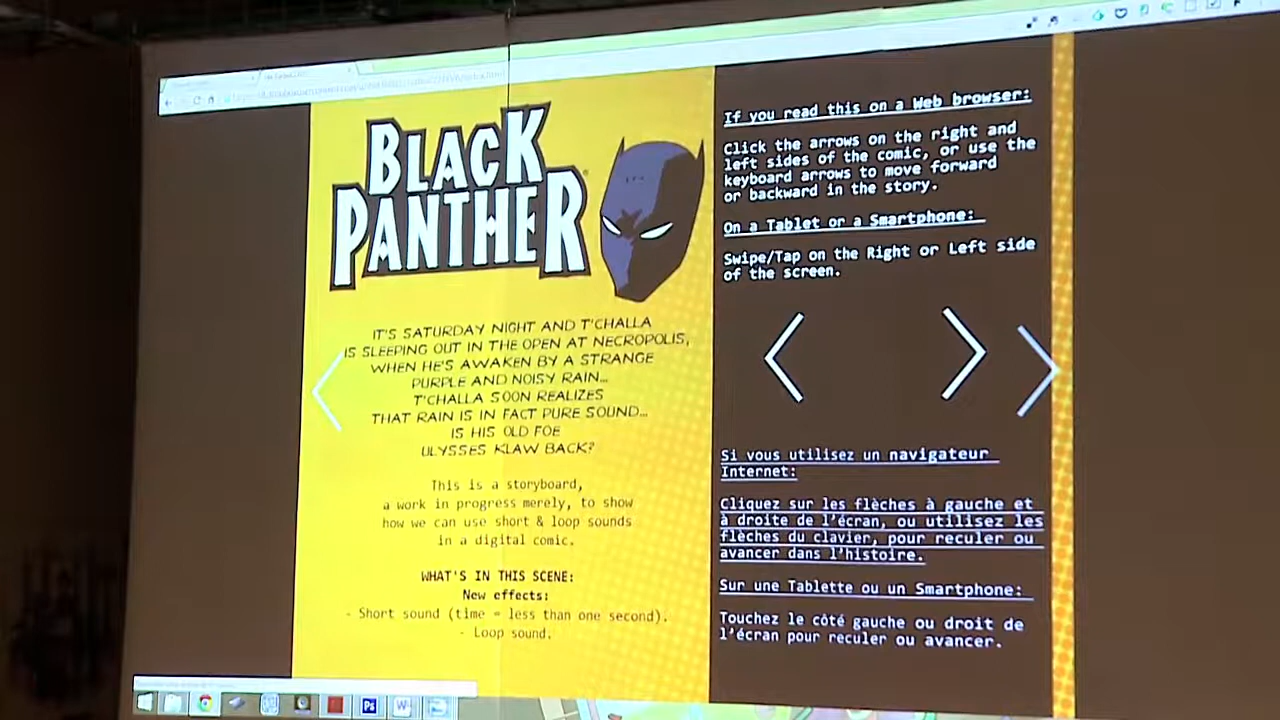 BLACK
PANTHER
IT'S SATURDAY NIGHT AND T'CHALLA
IS SLEEPING OUT IN THE OPEN AT NECROPOLIS,
WHEN HE'S AWAKEN BY A STRANGE
PURPLE AND NOISY RAIN...
T'CHALLA SOON REALIZES
THAT RAIN IS IN FACT PURE SOUND...
IS HIS OLD FOE
ULYSSES KLAW BACK?
This is a storyboard,
a work in progress merely, to show
how we can use short & loop sounds
in a digital comic.
WHAT'S IN THIS SCENE:
New effects:
- Short sound (time = less than one second).
- Loop sound.
If you read this on a Web browser:
Click the arrows on the right and
left sides of the comic, or use the
keyboard arrows to move forward
or backward in the story.
On a Tablet or a Smartphone:
Swipe/Tap on the Right or Left side
of the screen.
Si vous utilisez un navigateur
Internet:
Cliquez sur les flèches à gauche et
à droite de l'écran, ou utilisez les
flèches du clavier, pour reculer ou
avancer dans l'histoire.
Sur une Tablette ou un Smartphone:
Touchez le côté gauche ou droit de
l'écran pour reculer ou avancer.
Ps
W